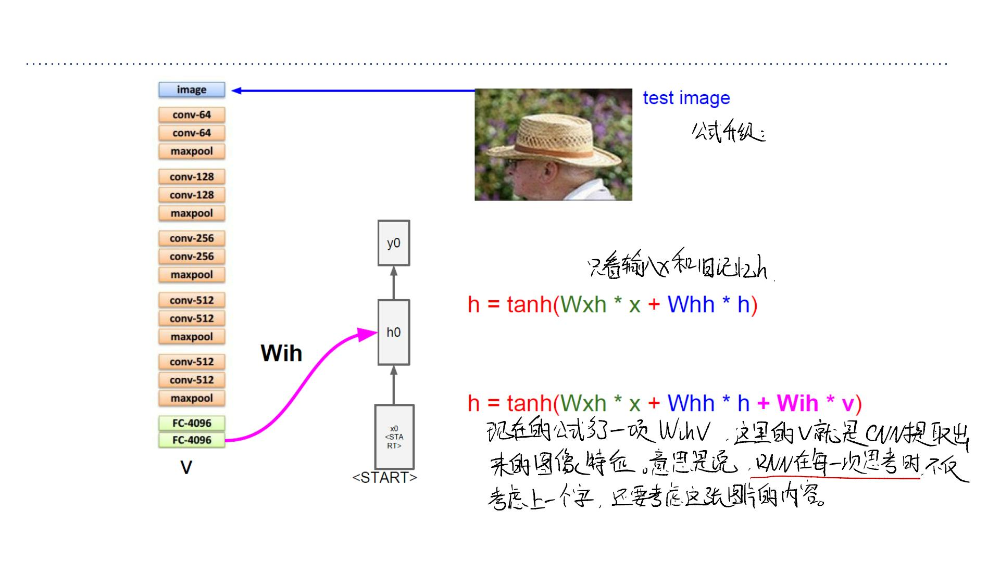 image
conv-64
conv-64
maxpool
conv-128
conv-128
maxpool
conv-256
conv-256
maxpool
conv-512
conv-512
maxpool
conv-512
conv-512
maxpool
FC-4096
FC-4096
V
Wih
y0
h0
x0
<STA
RT>
<START>
test image
公式升级：
只看输入x和旧记忆h.
h = tanh(Wxh * x + Whh * h)
h = tanh(Wxh * x + Whh * h + Wih * v)
现在的公式多了一项 WihV，这里的V就是CNN提取出
来的图像特征。意思是说，RNN在每一次思考时，不仅
考虑上一个字，还要考虑这张图片的内容。